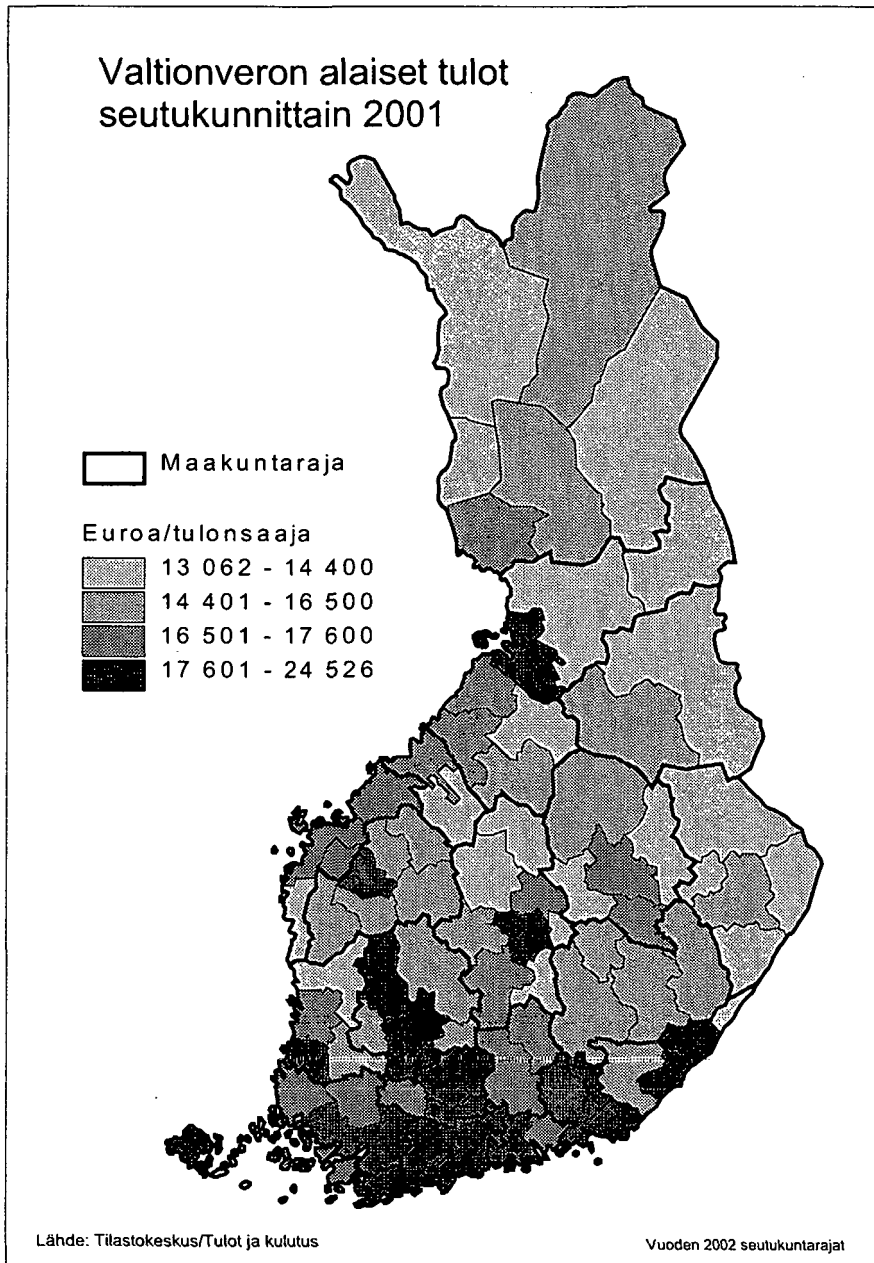 Valtionveron alaiset tulot
seutukunnittain 2001
Maakuntaraja
Euroa/tulonsaaja
13 062 - 14 400
14 401 - 16 500
16 501 - 17 600
17 601 - 24 526
Lähde: Tilastokeskus/Tulot ja kulutus
Vuoden 2002 seutukuntarajat